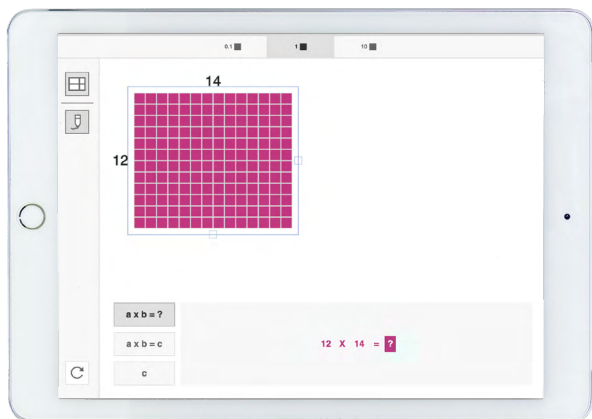 0.1 1 10
14
12
a x b = ?
a x b = c
c
12 X 14 = ?